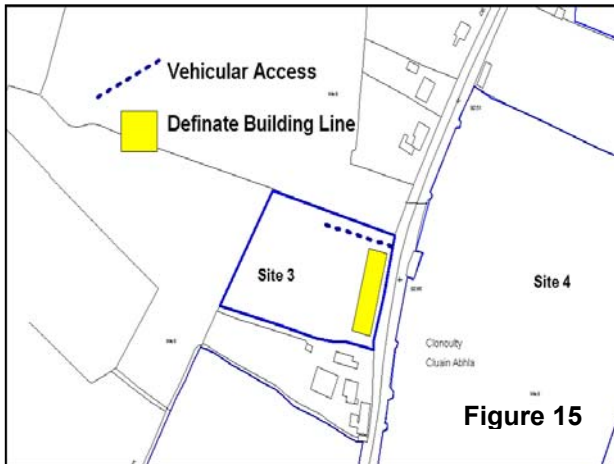 Vehicular Access
Definate Building Line
Site 3
Site 4
Clonoulty
Cluain Abhla
Figure 15